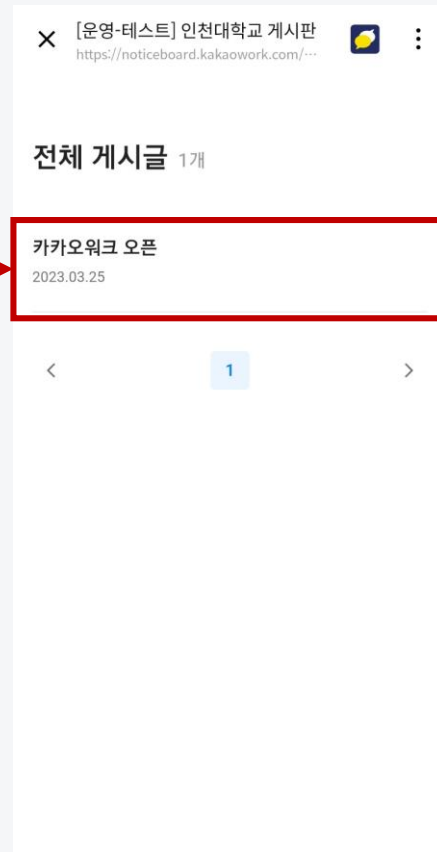 [운영-테스트] 인천대학교 게시판
https://noticeboard.kakaowork.com/…
전체 게시글 1개
카카오워크 오픈
2023.03.25
1